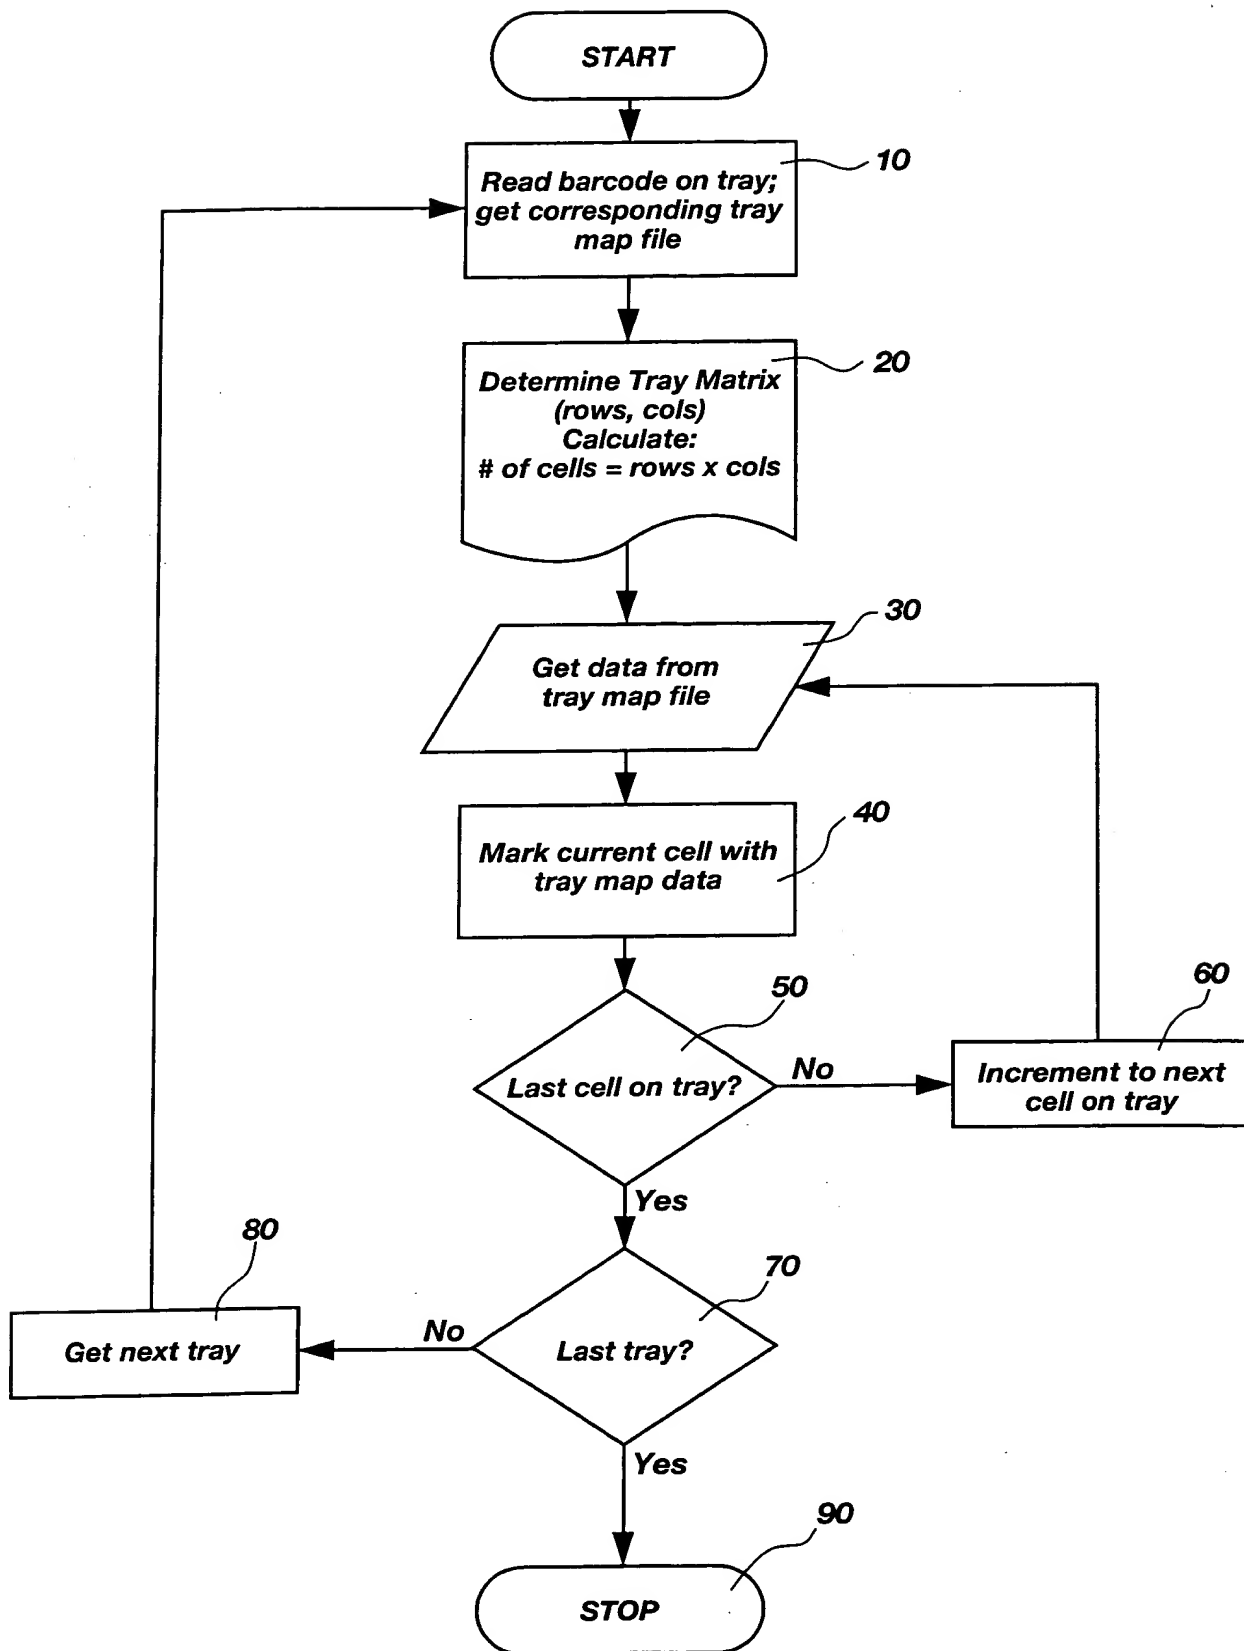 START
10
Read barcode on tray;
get corresponding tray
map file
20
Determine Tray Matrix
(rows, cols)
Calculate:
# of cells = rows x cols
30
Get data from
tray map file
40
Mark current cell with
tray map data
50
Last cell on tray?
No
60
Increment to next
cell on tray
Yes
70
Last tray?
No
80
Get next tray
Yes
90
STOP